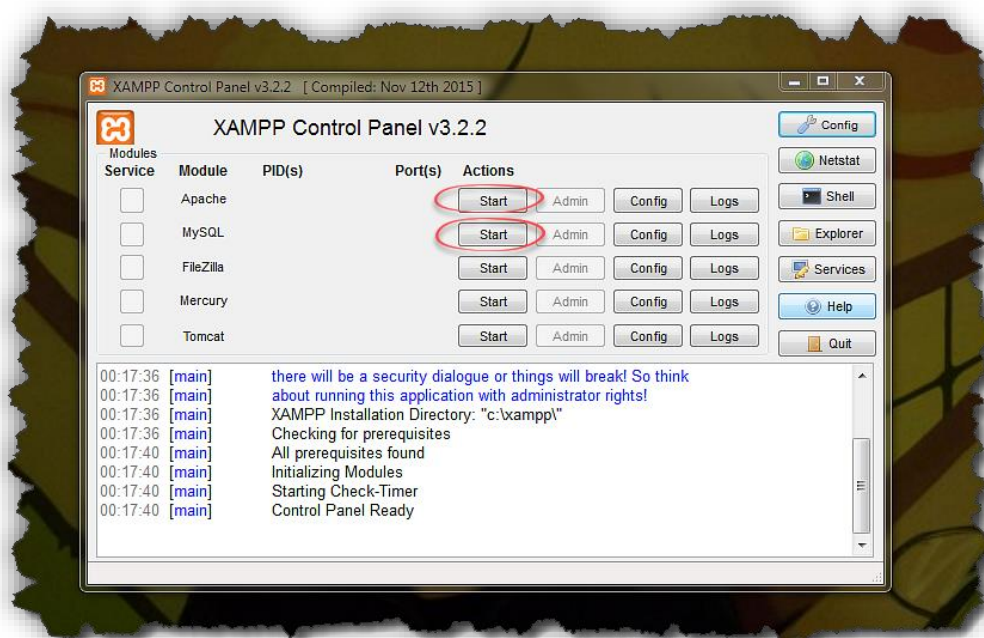 XAMPP Control Panel v3.2.2 [ Compiled: Nov 12th 2015 ]
XAMPP Control Panel v3.2.2
Config
Modules
Service Module PID(s) Port(s) Actions
Netstat
Apache Start Admin Config Logs
Shell
MySQL Start Admin Config Logs
Explorer
FileZilla Start Admin Config Logs
Services
Mercury Start Admin Config Logs
Help
Tomcat Start Admin Config Logs
Quit
00:17:36 [main] there will be a security dialogue or things will break! So think
00:17:36 [main] about running this application with administrator rights!
00:17:36 [main] XAMPP Installation Directory: "c:\xampp\"
00:17:36 [main] Checking for prerequisites
00:17:40 [main] All prerequisites found
00:17:40 [main] Initializing Modules
00:17:40 [main] Starting Check-Timer
00:17:40 [main] Control Panel Ready